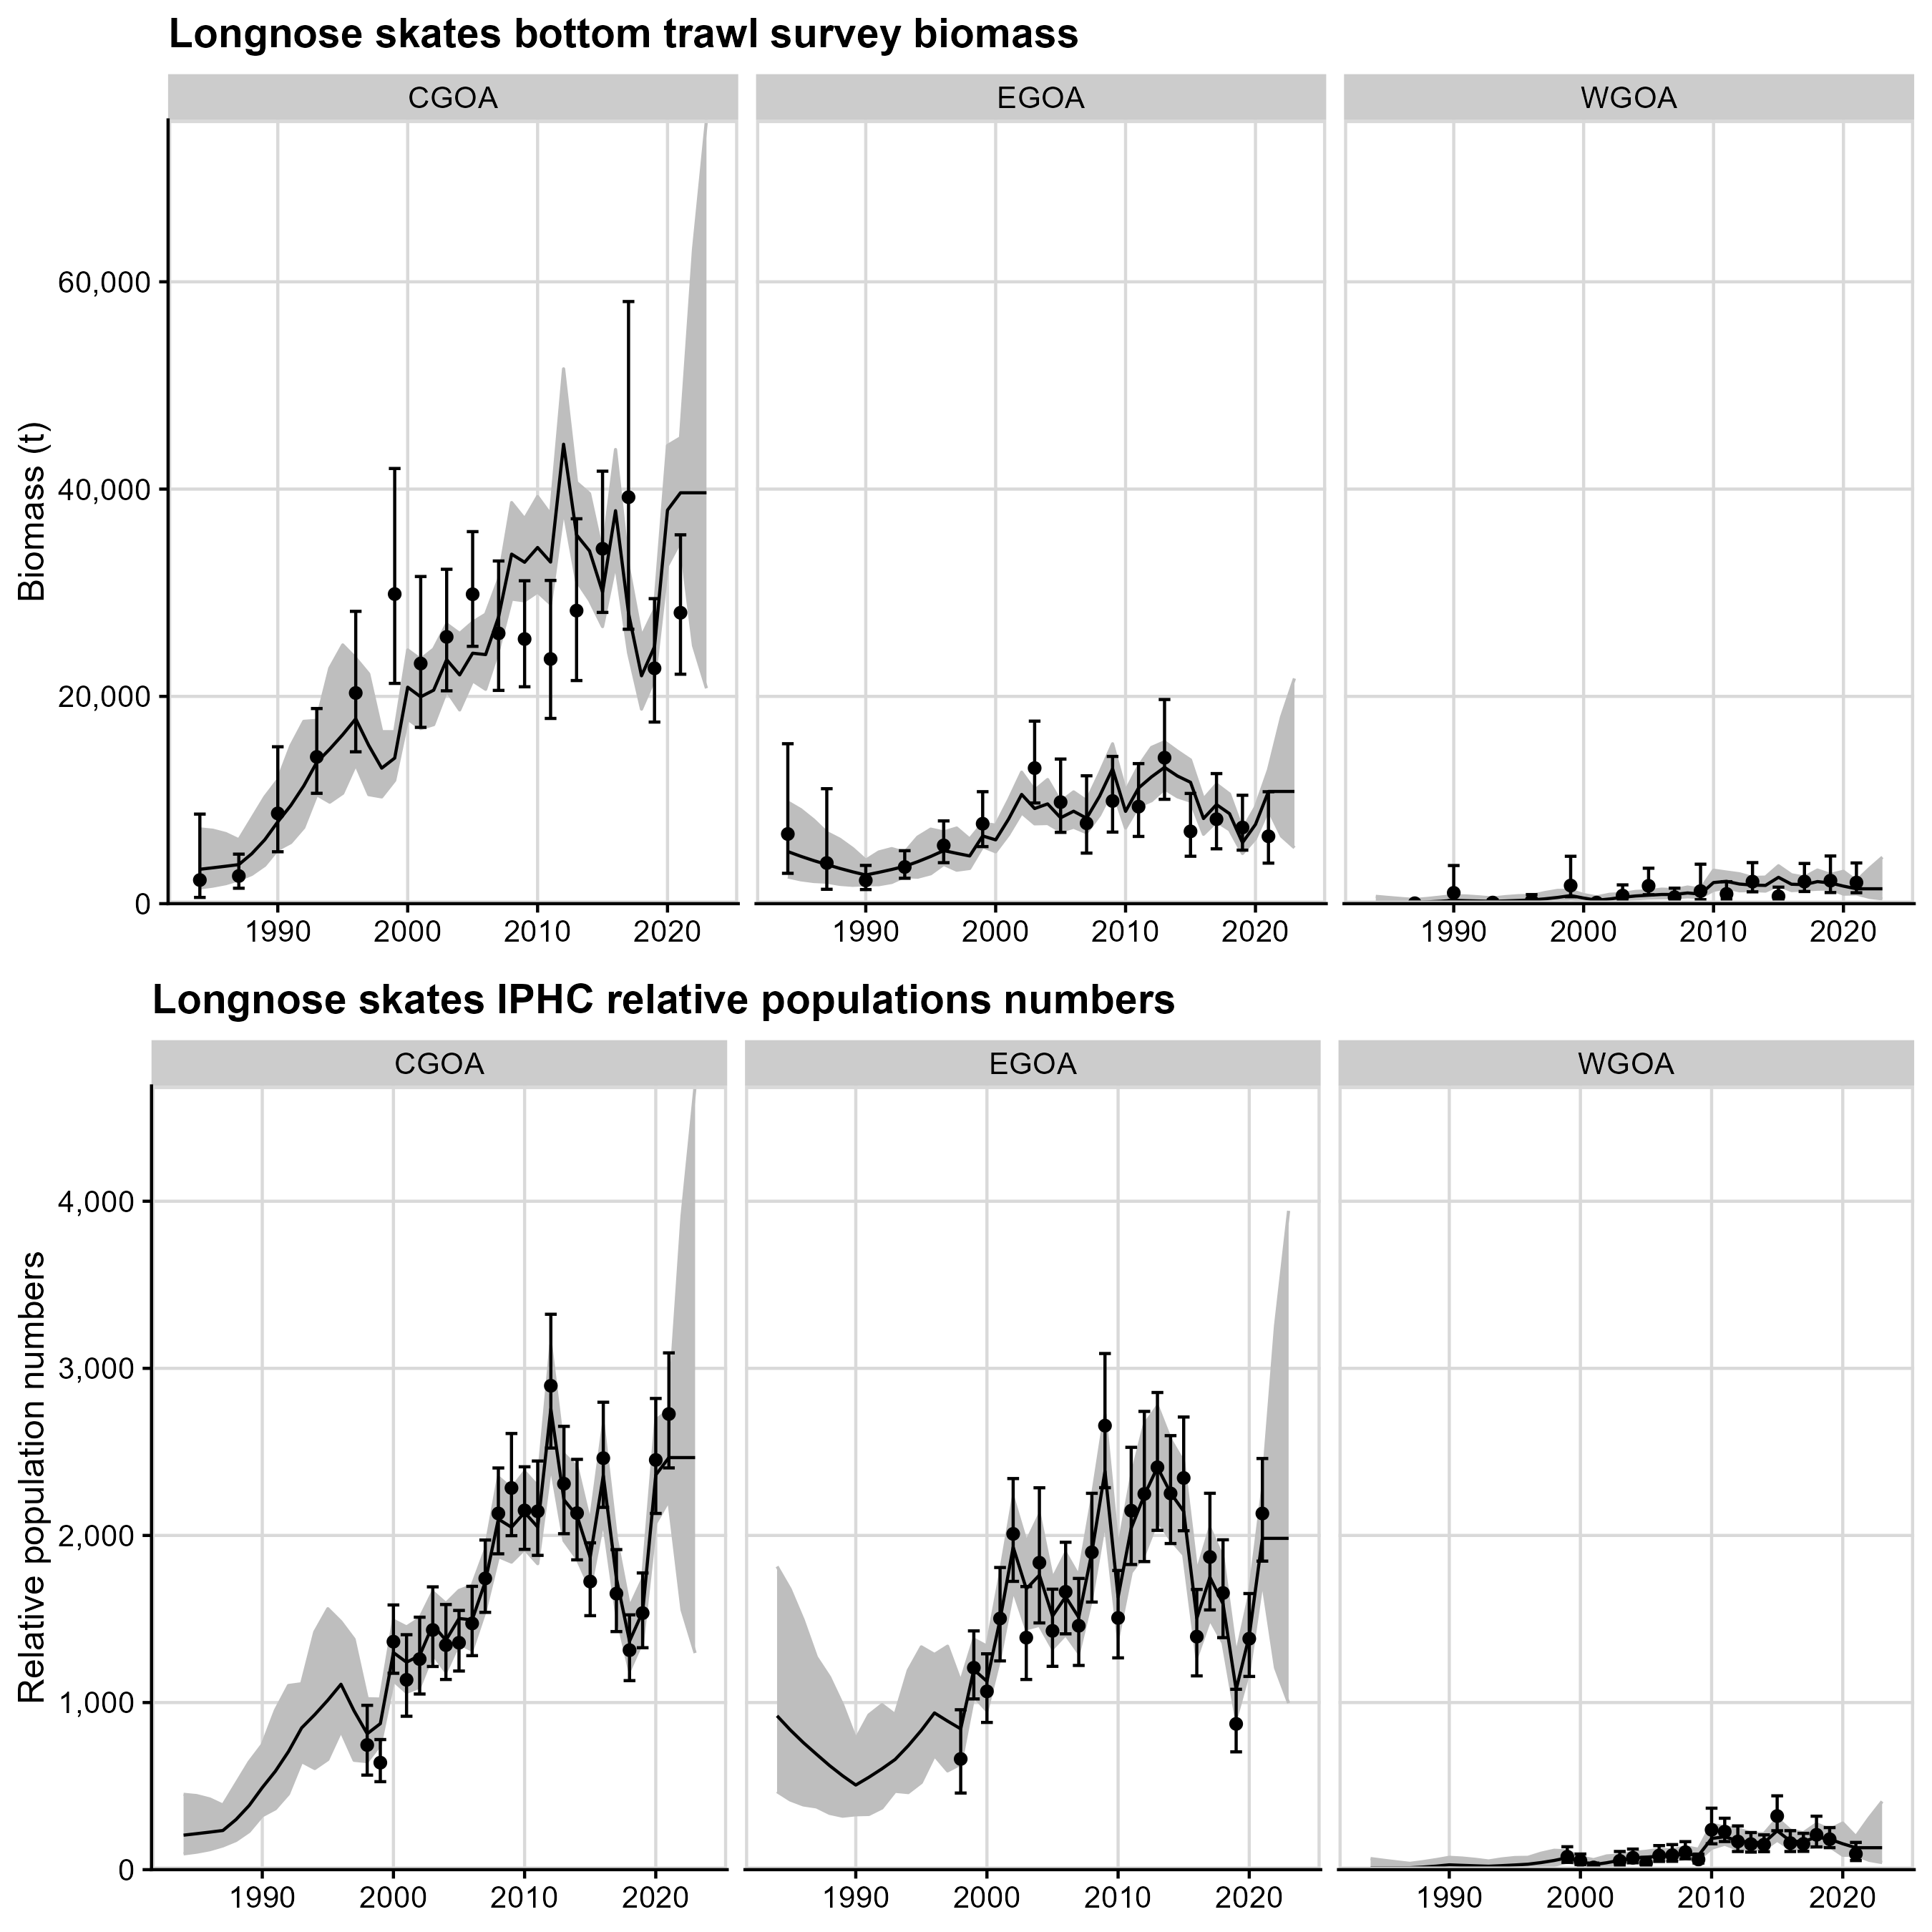 Longnose skates bottom trawl survey biomass
CGOA EGOA WGOA
Biomass (t)
60,000
40,000
20,000
0
1990 2000 2010 2020 1990 2000 2010 2020 1990 2000 2010 2020
Longnose skates IPHC relative populations numbers
CGOA EGOA WGOA
Relative population numbers
4,000
3,000
2,000
1,000
0
1990 2000 2010 2020 1990 2000 2010 2020 1990 2000 2010 2020